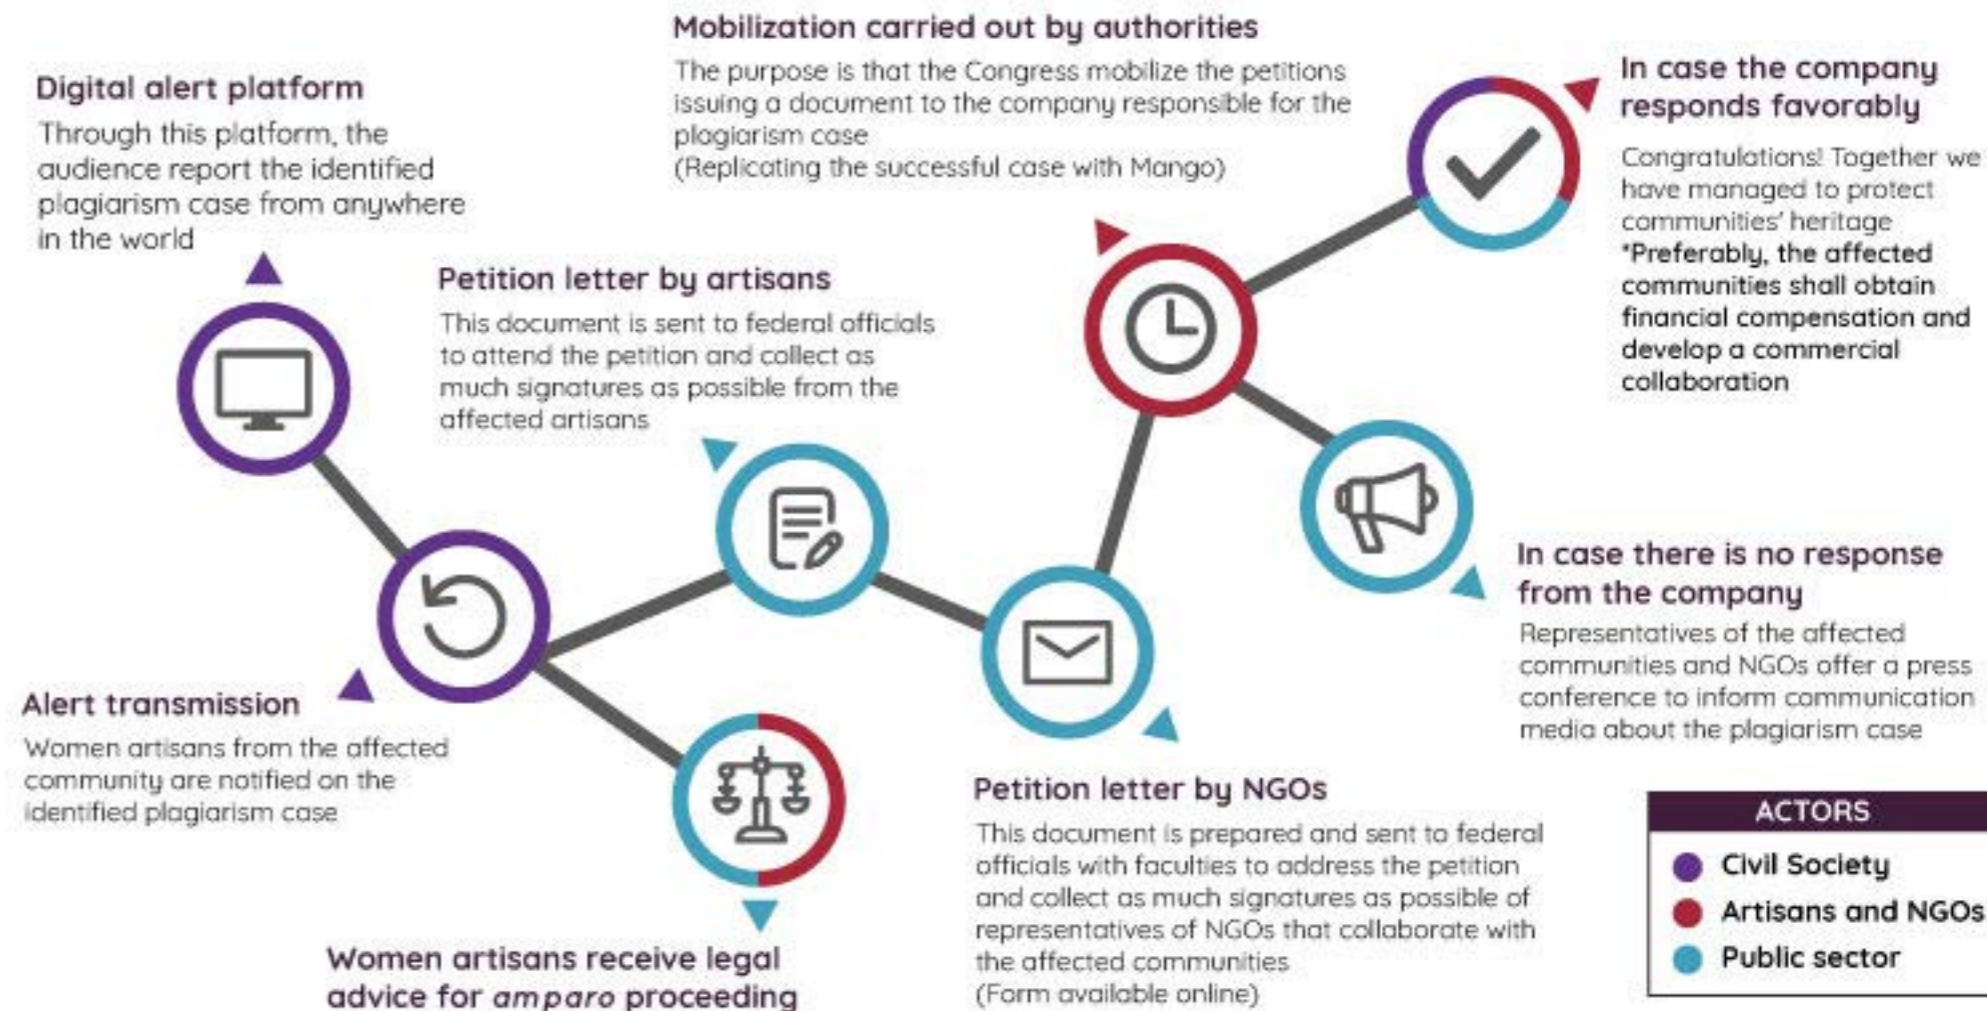 Digital alert platform
Through this platform, the
audience report the identified
plagiarism case from anywhere
in the world
Alert transmission
Women artisans from the affected
community are notified on the
identified plagiarism case
Petition letter by artisans
This document is sent to federal officials
to attend the petition and collect as
much signatures as possible from the
affected artisans
Women artisans receive legal
advice for amparo proceeding
Petition letter by NGOs
This document is prepared and sent to federal
officials with faculties to address the petition
and collect as much signatures as possible of
representatives of NGOs that collaborate with
the affected communities
(Form available online)
Mobilization carried out by authorities
The purpose is that the Congress mobilize the petitions
issuing a document to the company responsible for the
plagiarism case
(Replicating the successful case with Mango)
In case the company
responds favorably
Congratulations! Together we
have managed to protect
communities' heritage
*Preferably, the affected
communities shall obtain
financial compensation and
develop a commercial
collaboration
In case there is no response
from the company
Representatives of the affected
communities and NGOs offer a press
conference to inform communication
media about the plagiarism case
ACTORS
Civil Society
Artisans and NGOs
Public sector